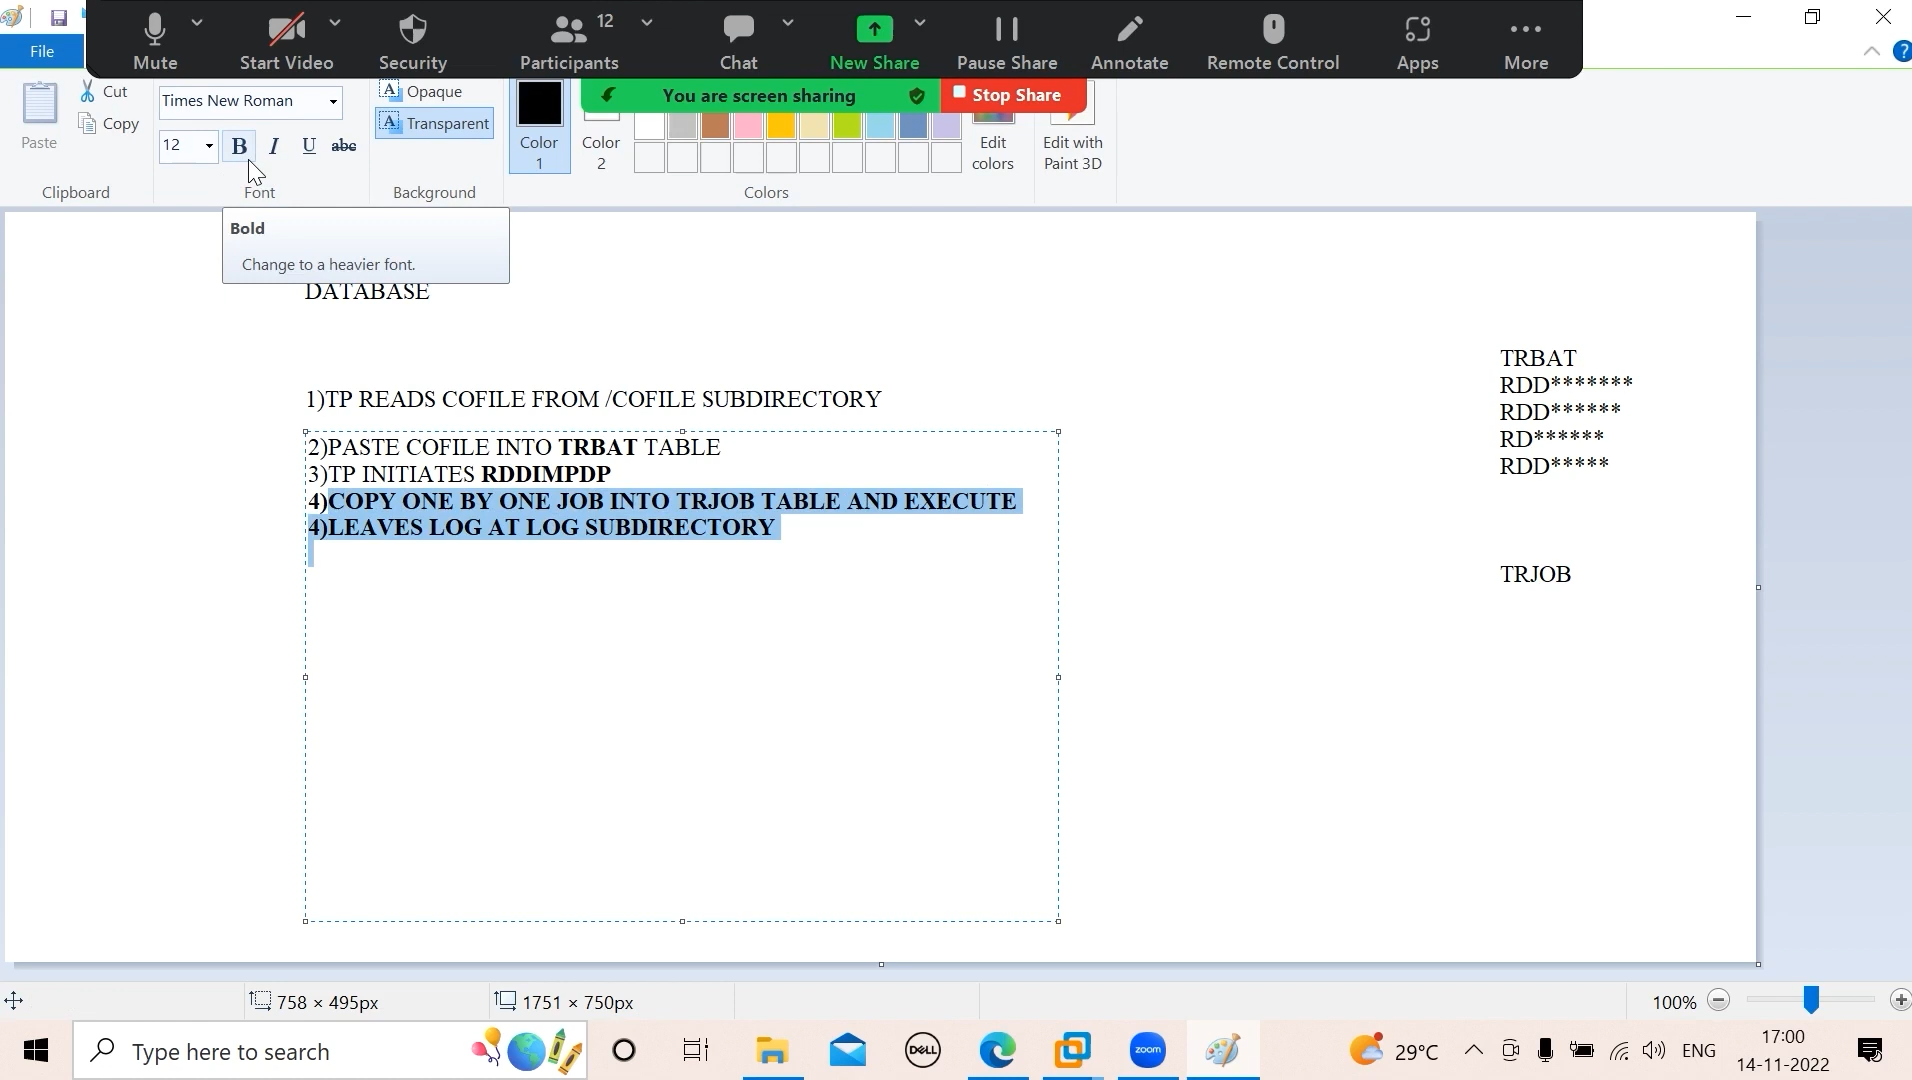 Mute
Start Video
Security
12
Participants
Chat
New Share
Pause Share
Annotate
Remote Control
Apps
More
You are screen sharing
Stop Share
File
?
Paste
Cut
Copy
Clipboard
Times New Roman
12
B
I
U
abc
Font
A Opaque
A Transparent
Background
Color
1
Color
2
Colors
Edit
colors
Edit with
Paint 3D
Bold
Change to a heavier font.
DATABASE
1)TP READS COFILE FROM /COFILE SUBDIRECTORY
2)PASTE COFILE INTO TRBAT TABLE
3)TP INITIATES RDDIMPDP
4)COPY ONE BY ONE JOB INTO TRJOB TABLE AND EXECUTE
4)LEAVES LOG AT LOG SUBDIRECTORY
TRBAT
RDD*******
RDD******
RD******
RDD*****
TRJOB
758 × 495px
1751 × 750px
100%
Type here to search
DELL
zoom
29°C
ENG
17:00
14-11-2022